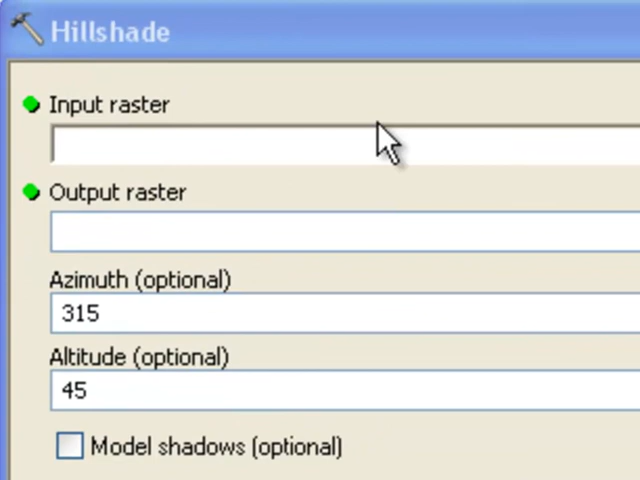 Hillshade
Input raster
Output raster
Azimuth (optional)
315
Altitude (optional)
45
Model shadows (optional)